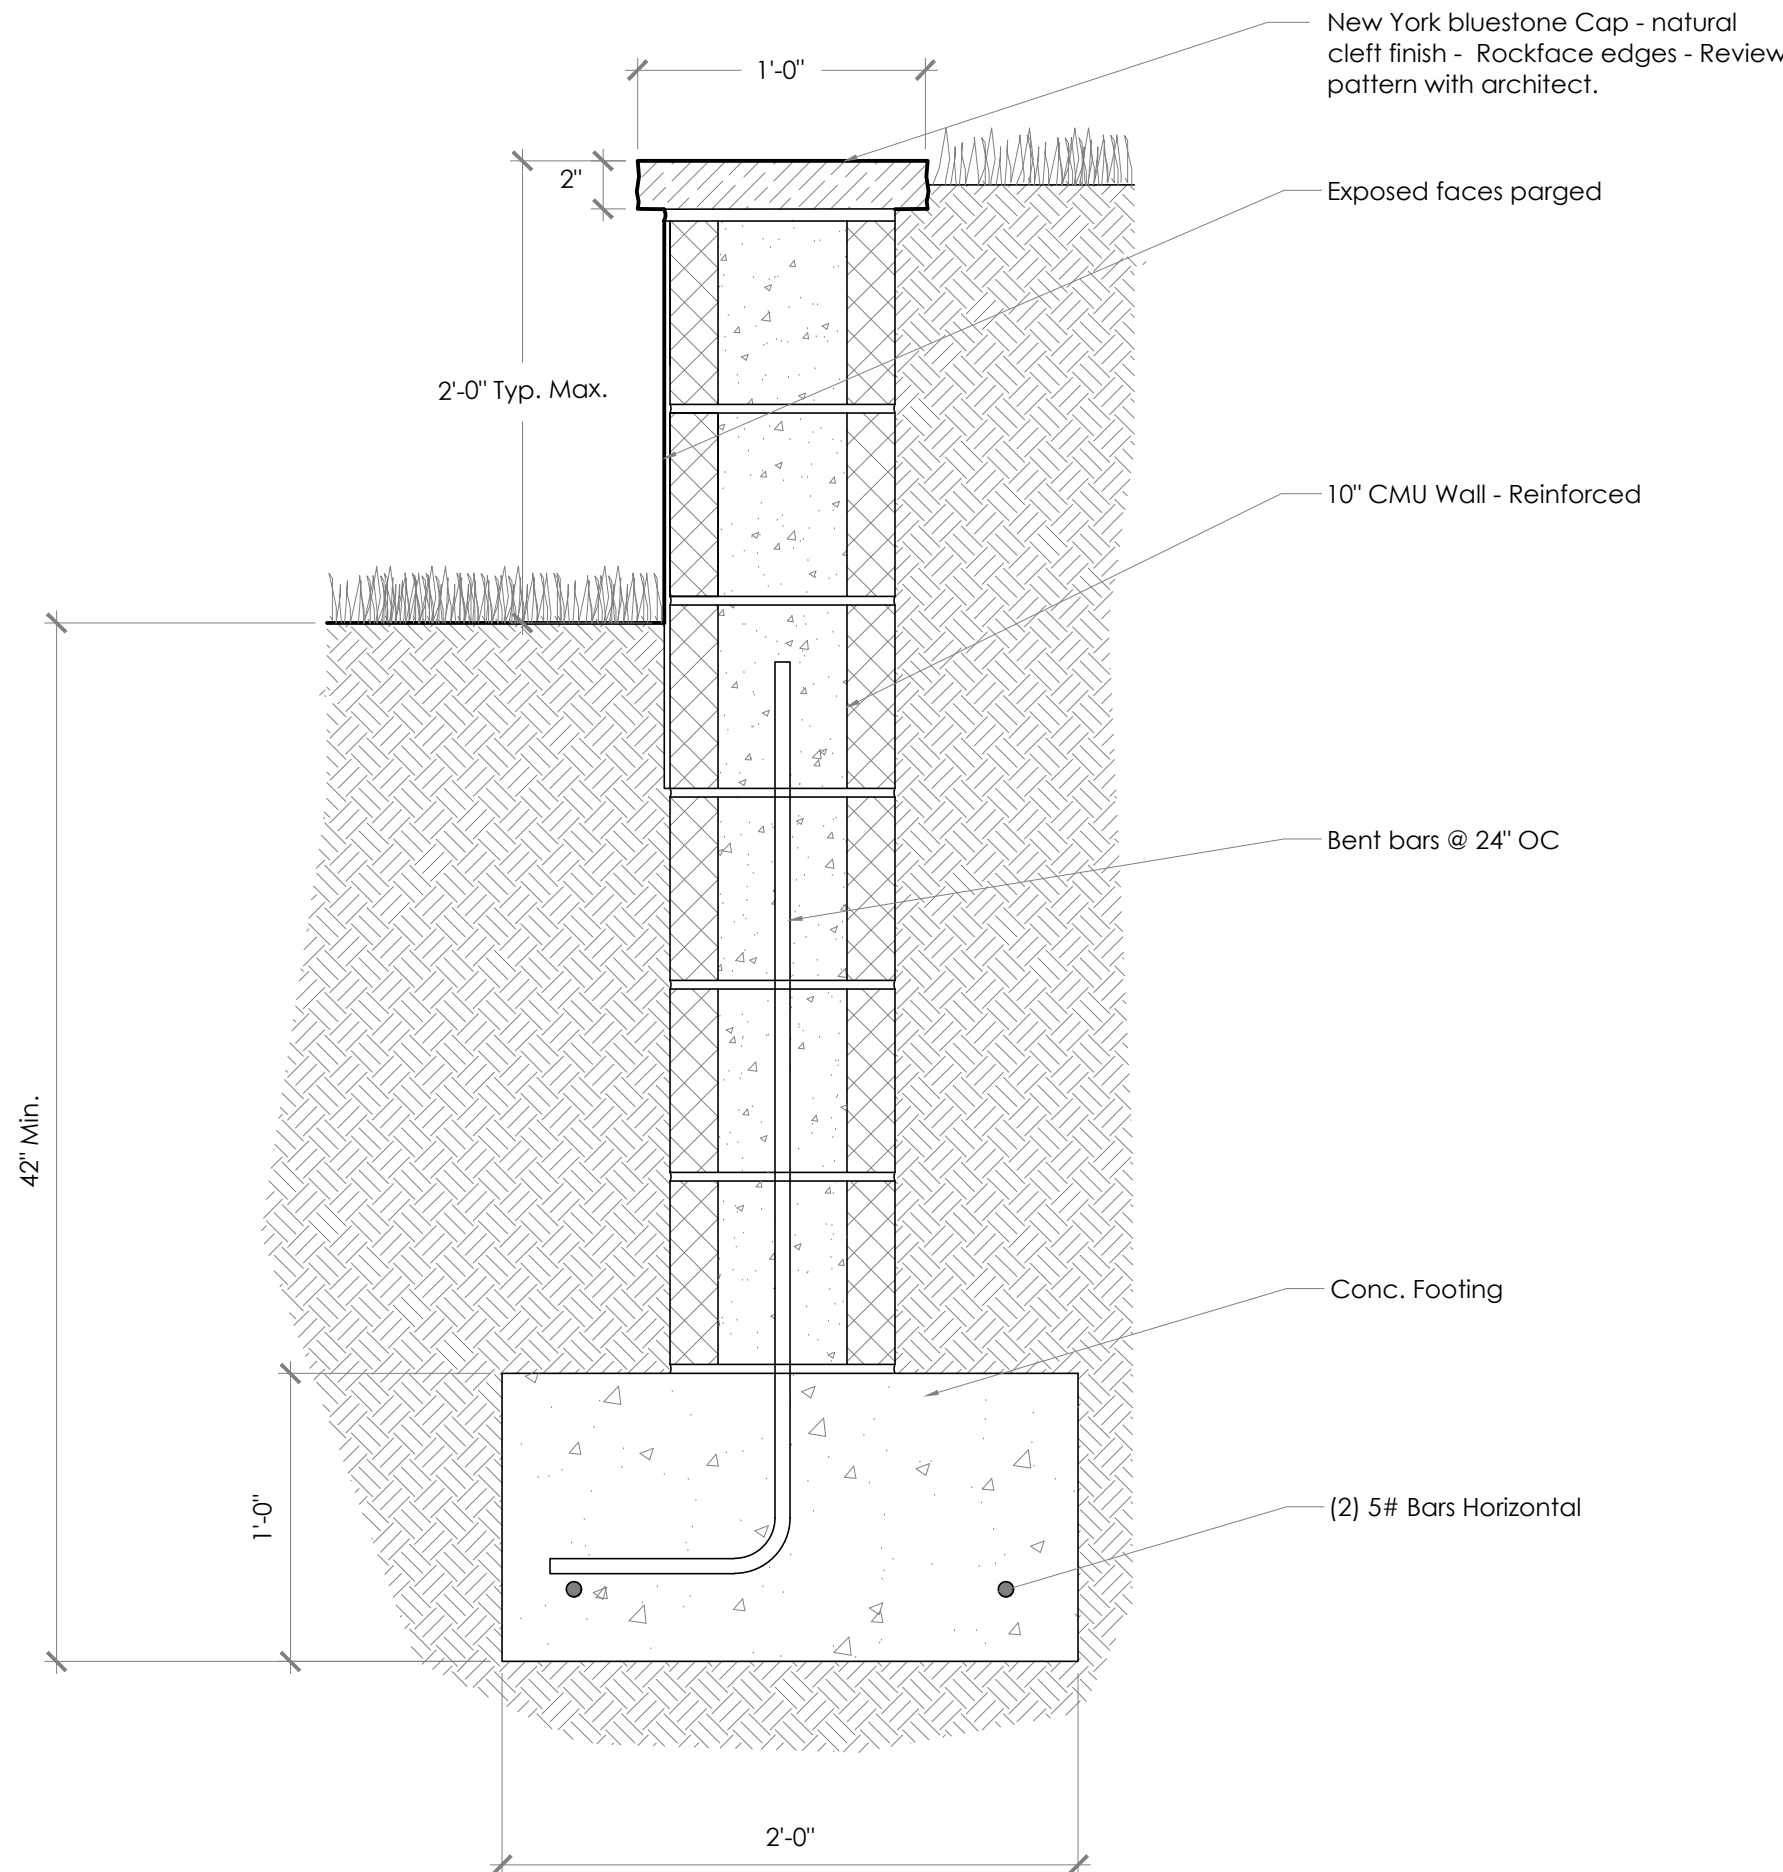 New York bluestone Cap - natural
cleft finish - Rockface edges - Review
pattern with architect.
1'-0"
2"
Exposed faces parged
2'-0" Typ. Max.
10" CMU Wall - Reinforced
Bent bars @ 24" OC
42" Min.
Conc. Footing
1'-0"
(2) 5# Bars Horizontal
2'-0"